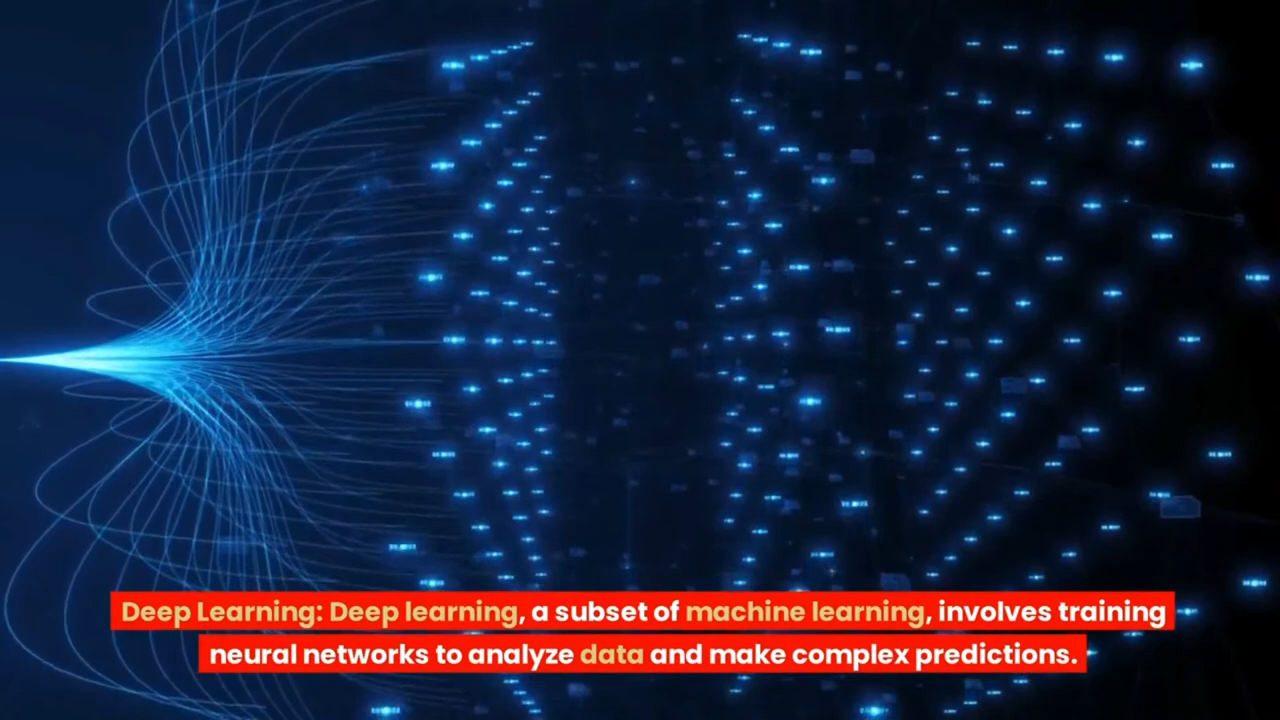 Deep Learning: Deep learning, a subset of machine learning, involves training
neural networks to analyze data and make complex predictions.